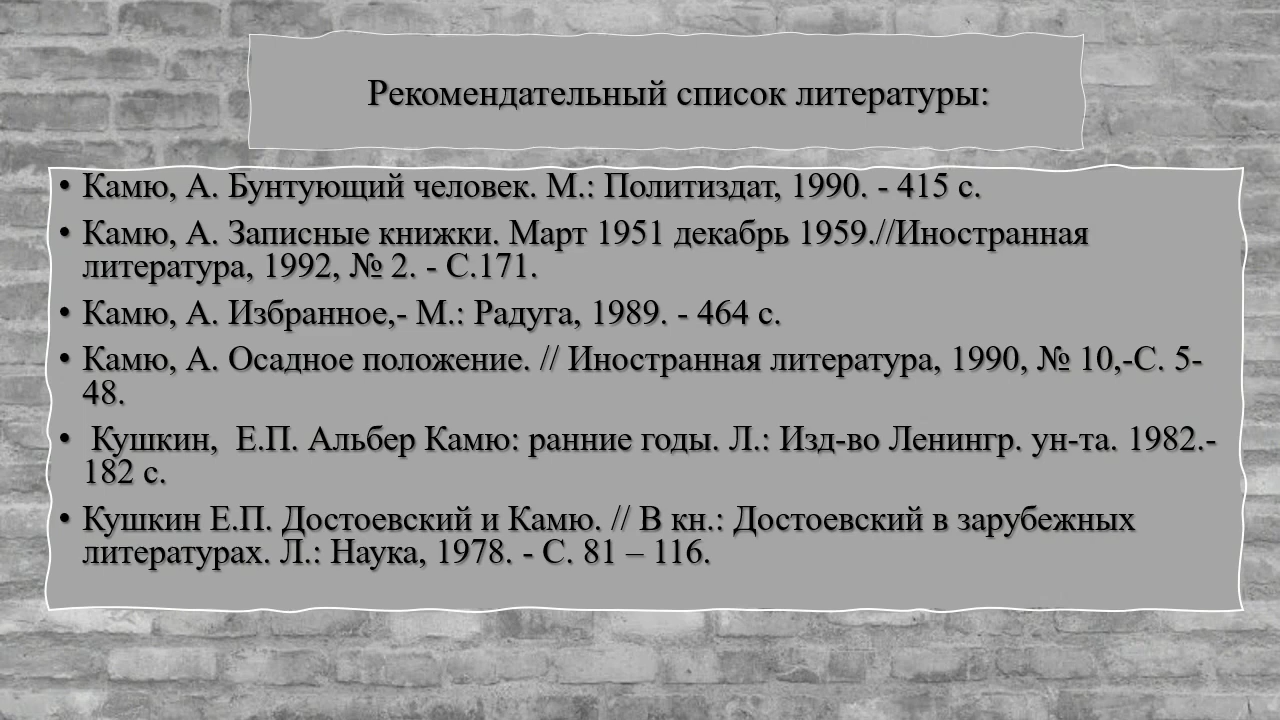 Рекомендательный список литературы:
• Камю, А. Бунтующий человек. М.: Политиздат, 1990. - 415 с.
• Камю, А. Записные книжки. Март 1951 декабрь 1959.//Иностранная
литература, 1992, № 2. - С.171.
• Камю, А. Избранное,- М.: Радуга, 1989. - 464 с.
• Камю, А. Осадное положение. // Иностранная литература, 1990, № 10,-С. 5-
48.
• Кушкин,  Е.П. Альбер Камю: ранние годы. Л.: Изд-во Ленингр. ун-та. 1982.-
182 с.
• Кушкин Е.П. Достоевский и Камю. // В кн.: Достоевский в зарубежных
литературах. Л.: Наука, 1978. - С. 81 – 116.